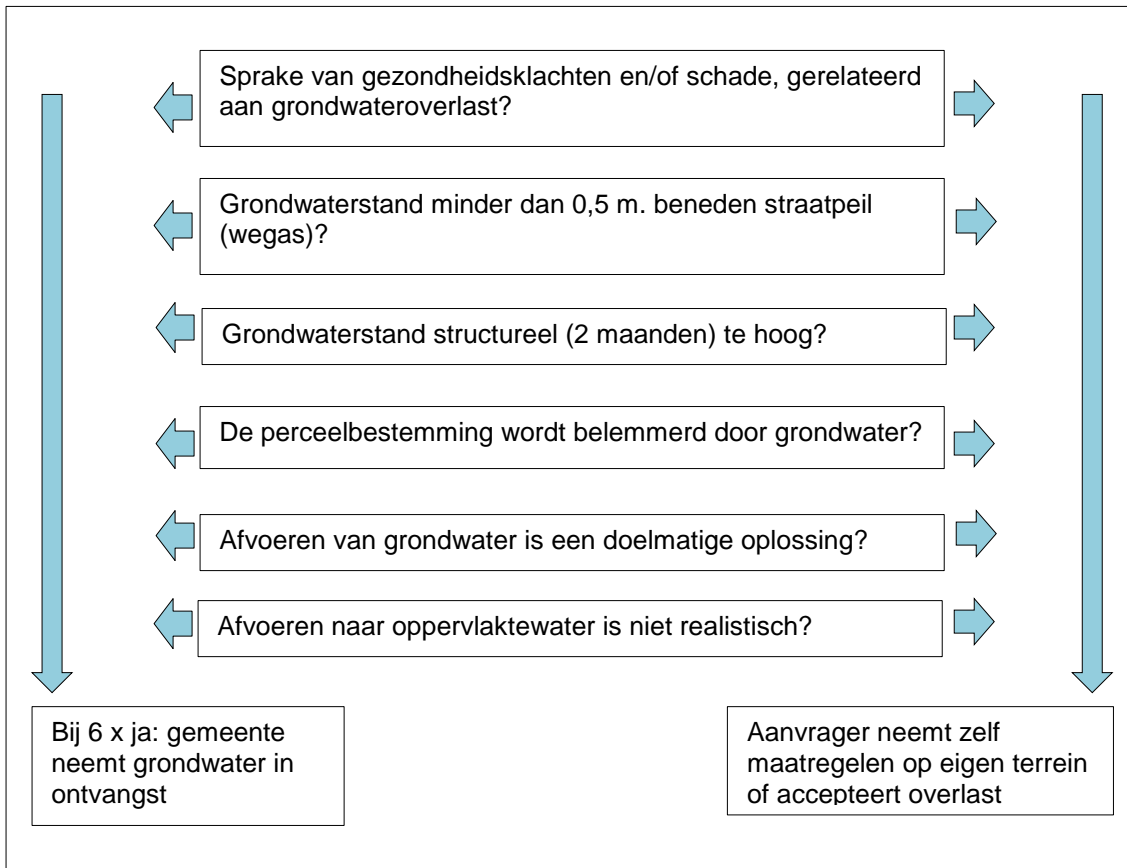 Sprake van gezondheidsklachten en/of schade, gerelateerd
aan grondwateroverlast?
Grondwaterstand minder dan 0,5 m. beneden straatpeil
(wegas)?
Grondwaterstand structureel (2 maanden) te hoog?
De perceelbestemming wordt belemmerd door grondwater?
Afvoeren van grondwater is een doelmatige oplossing?
Afvoeren naar oppervlaktewater is niet realistisch?
Bij 6 x ja: gemeente
neemt grondwater in
ontvangst
Aanvrager neemt zelf
maatregelen op eigen terrein
of accepteert overlast